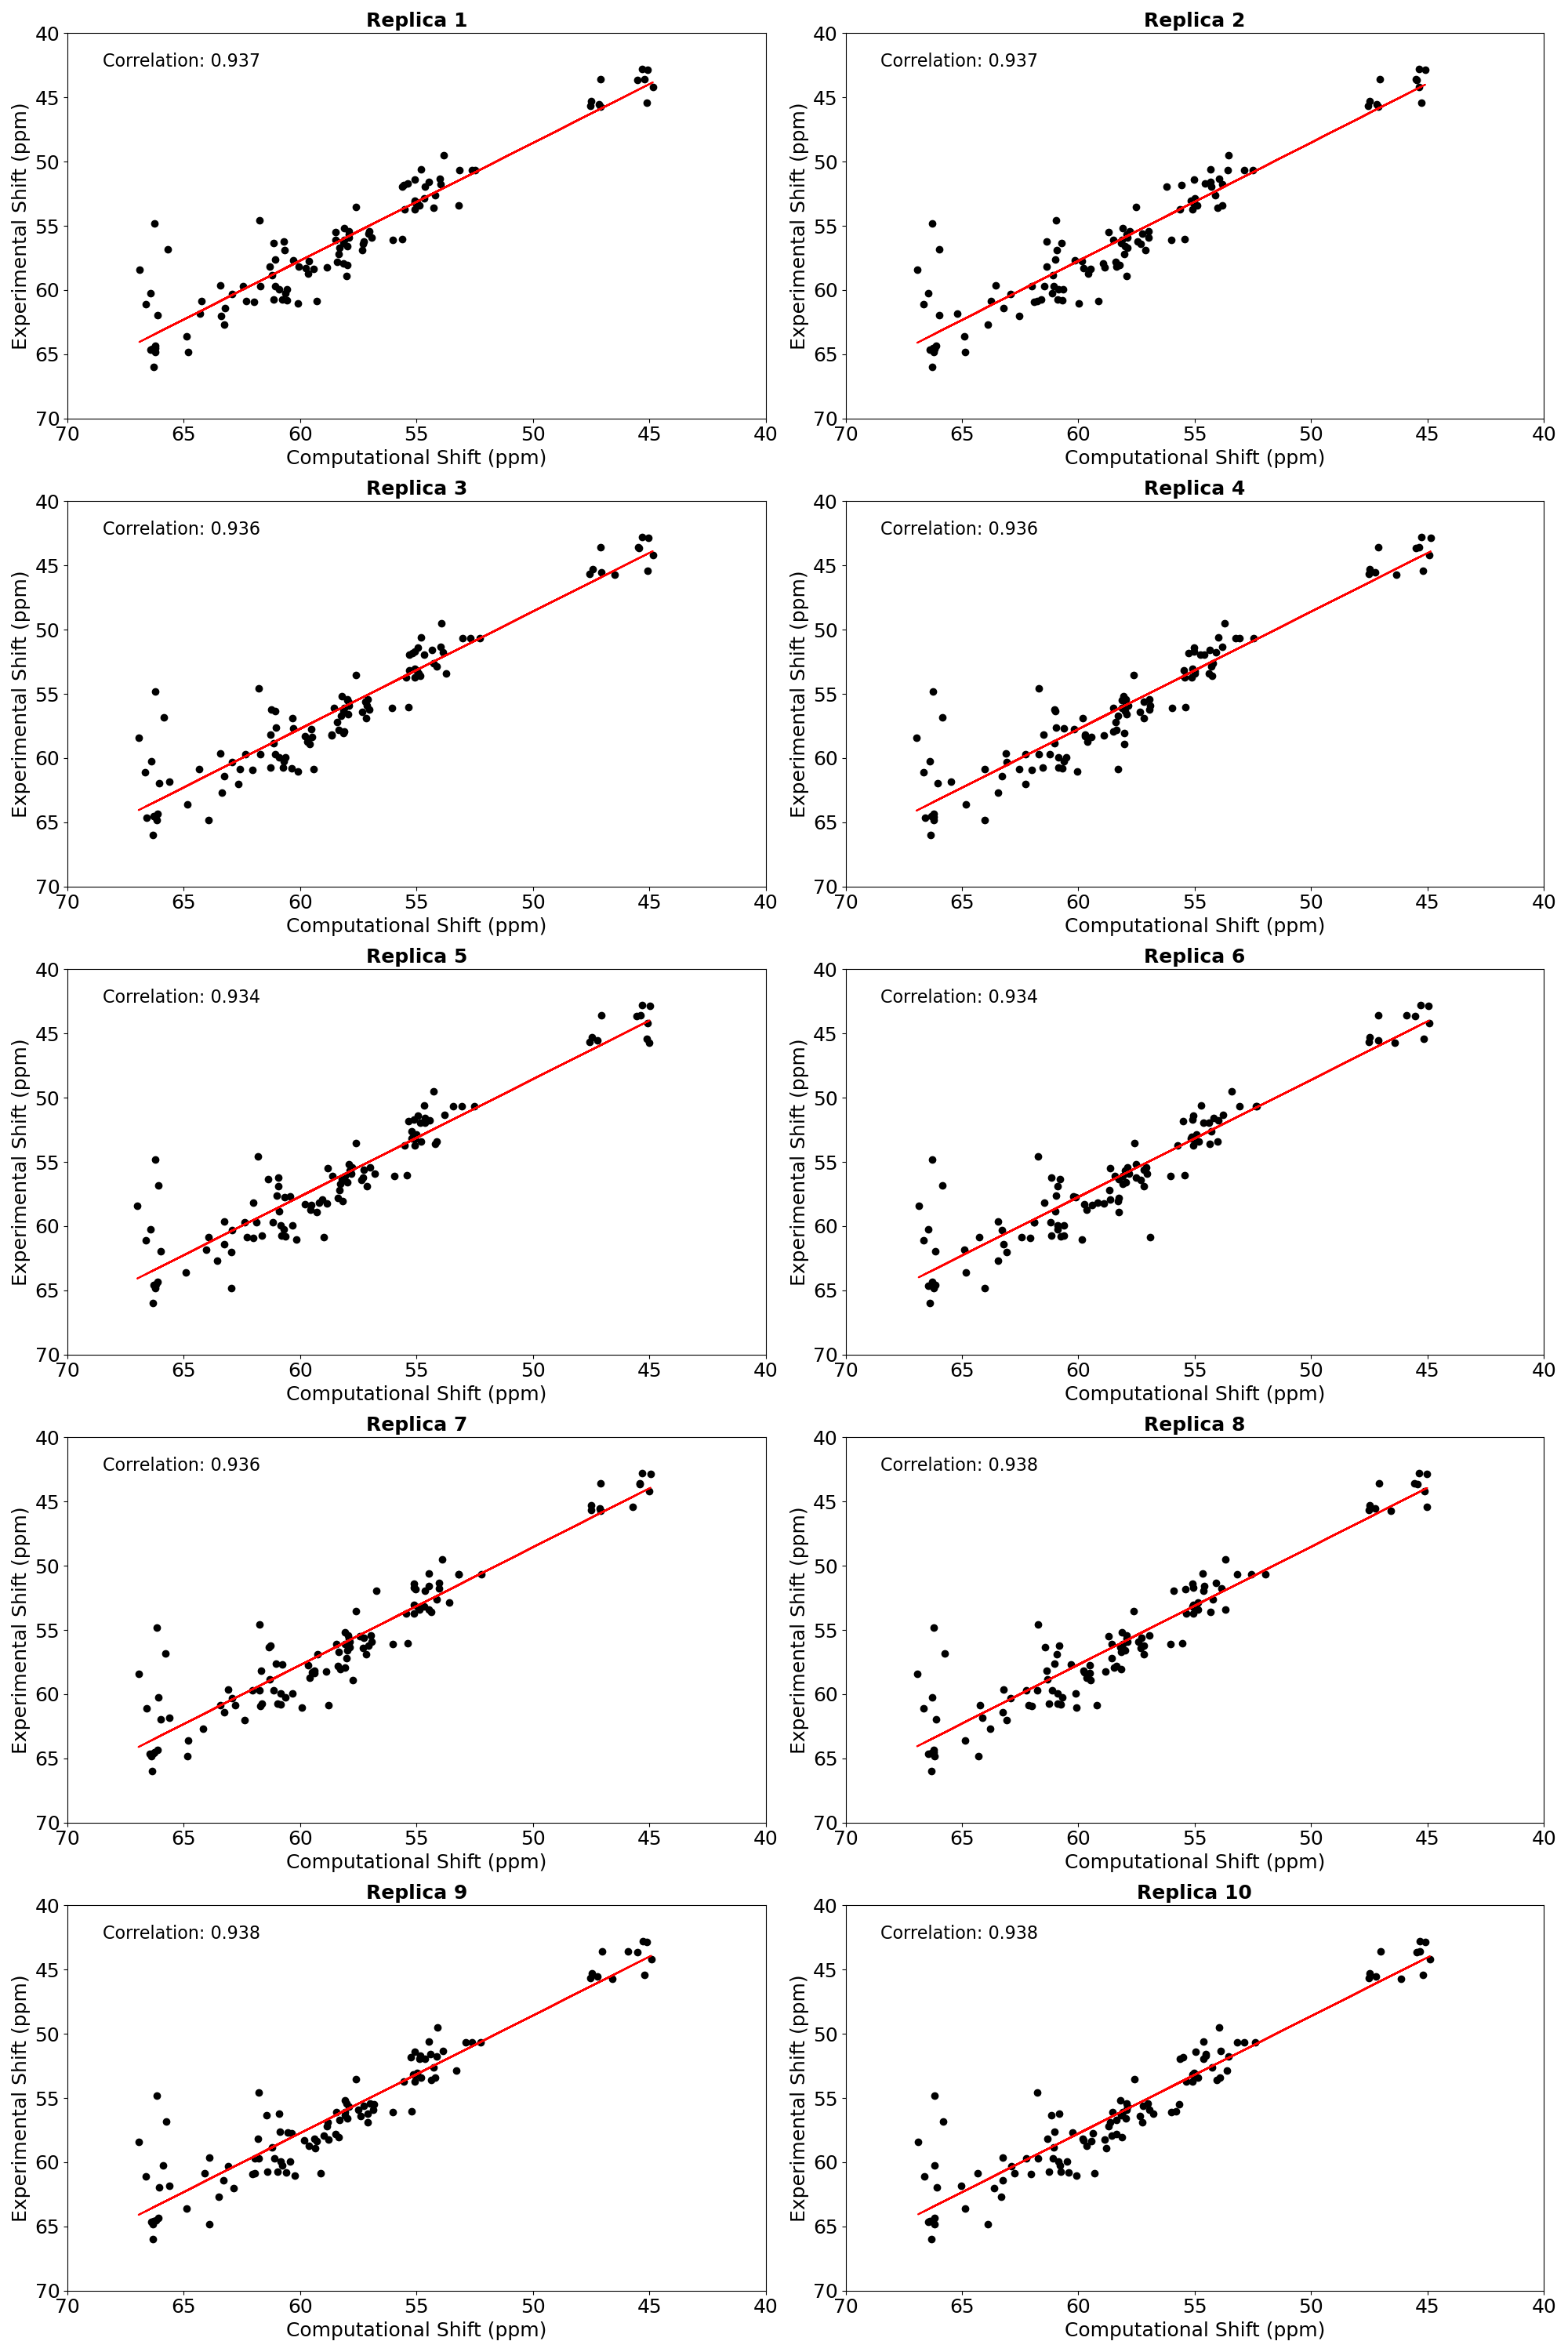 Replica 1
Correlation: 0.937
Experimental Shift (ppm)
40
45
50
55
60
65
70
70 65 60 55 50 45 40
Computational Shift (ppm)
Replica 2
Correlation: 0.937
Experimental Shift (ppm)
40
45
50
55
60
65
70
70 65 60 55 50 45 40
Computational Shift (ppm)
Replica 3
Correlation: 0.936
Experimental Shift (ppm)
40
45
50
55
60
65
70
70 65 60 55 50 45 40
Computational Shift (ppm)
Replica 4
Correlation: 0.936
Experimental Shift (ppm)
40
45
50
55
60
65
70
70 65 60 55 50 45 40
Computational Shift (ppm)
Replica 5
Correlation: 0.934
Experimental Shift (ppm)
40
45
50
55
60
65
70
70 65 60 55 50 45 40
Computational Shift (ppm)
Replica 6
Correlation: 0.934
Experimental Shift (ppm)
40
45
50
55
60
65
70
70 65 60 55 50 45 40
Computational Shift (ppm)
Replica 7
Correlation: 0.936
Experimental Shift (ppm)
40
45
50
55
60
65
70
70 65 60 55 50 45 40
Computational Shift (ppm)
Replica 8
Correlation: 0.938
Experimental Shift (ppm)
40
45
50
55
60
65
70
70 65 60 55 50 45 40
Computational Shift (ppm)
Replica 9
Correlation: 0.938
Experimental Shift (ppm)
40
45
50
55
60
65
70
70 65 60 55 50 45 40
Computational Shift (ppm)
Replica 10
Correlation: 0.938
Experimental Shift (ppm)
40
45
50
55
60
65
70
70 65 60 55 50 45 40
Computational Shift (ppm)